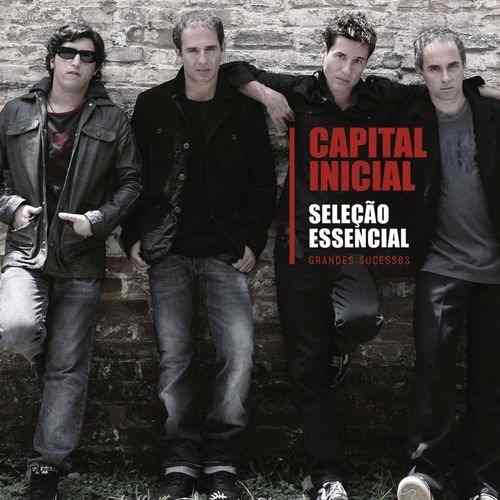 CAPITAL
INICIAL
SELEÇÃO
ESSENCIAL
GRANDES SUCESSOS